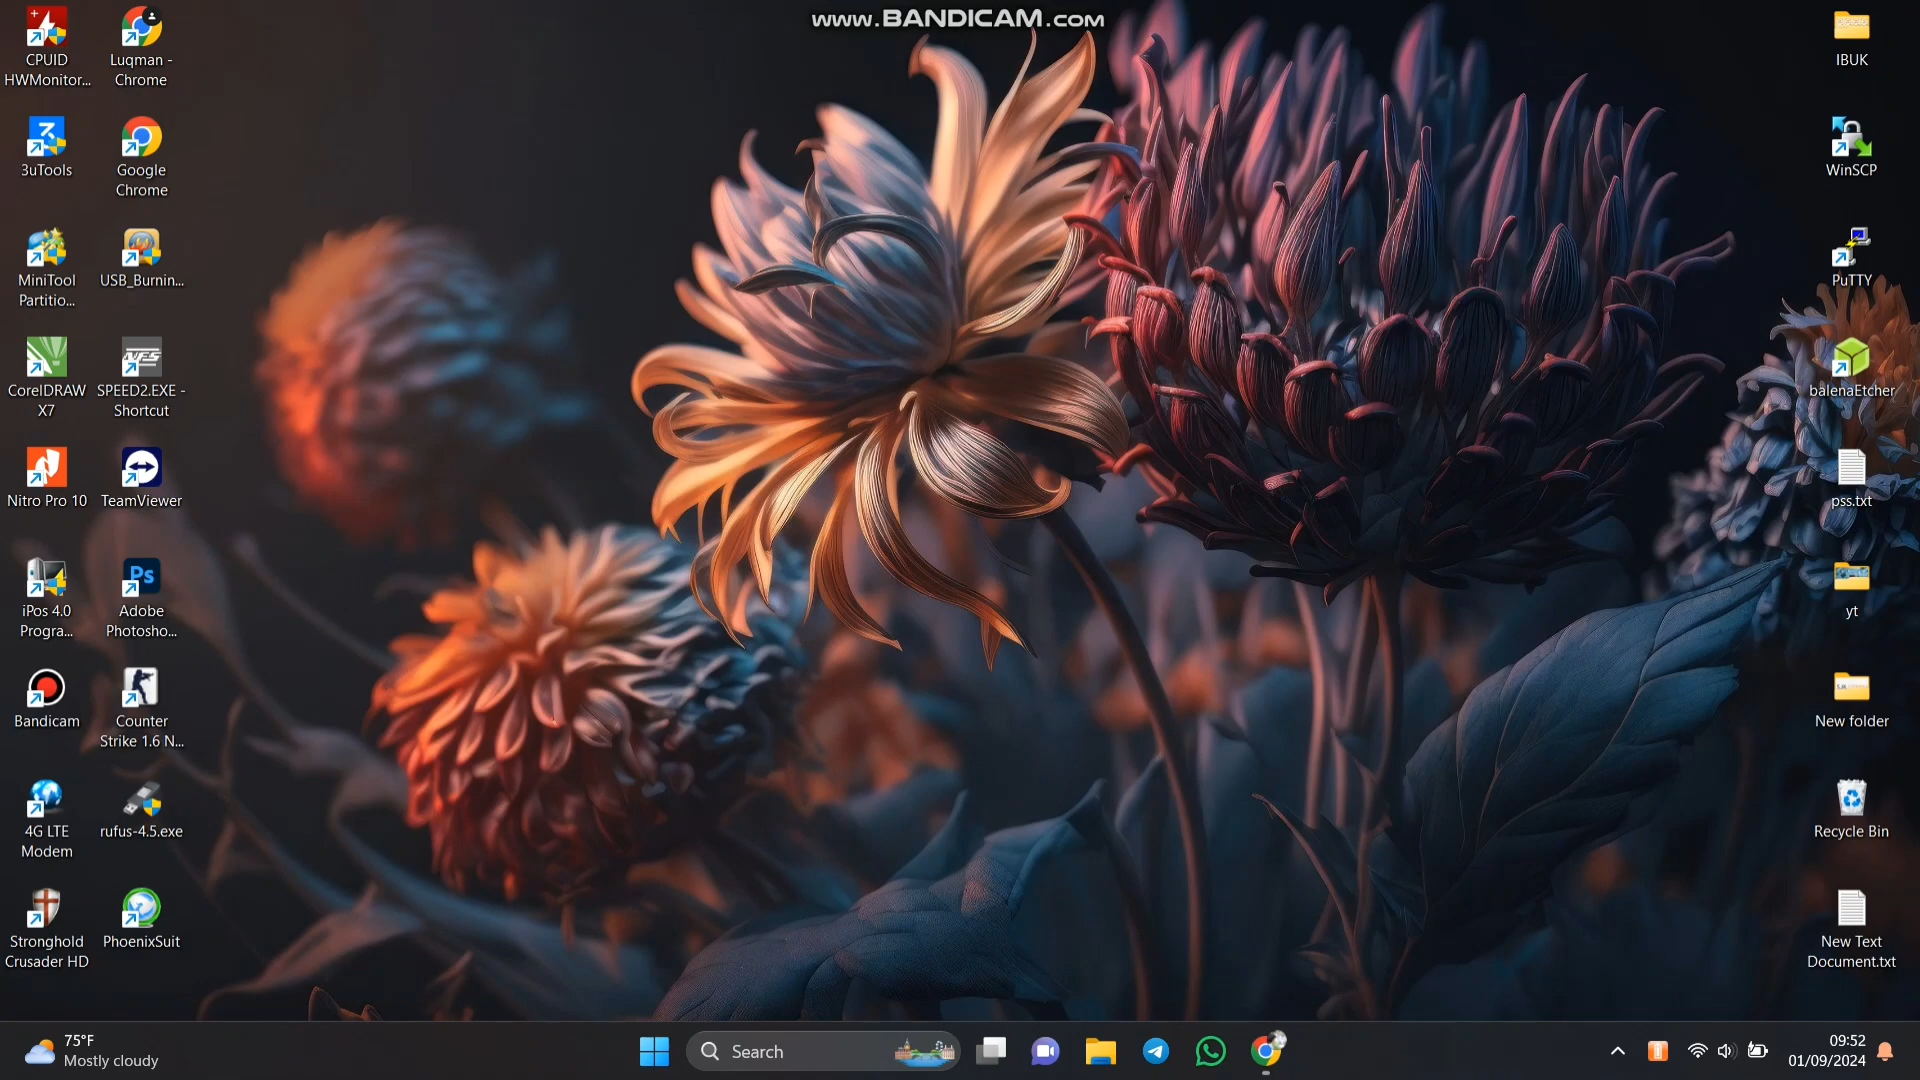 www.BANDICAM.com
CPUID
HWMonitor...
Luqman -
Chrome
3uTools
Google
Chrome
MiniTool
Partitio...
USB_Burnin...
CorelDRAW
X7
SPEED2.EXE -
Shortcut
Nitro Pro 10
TeamViewer
iPos 4.0
Progra...
Ps
Adobe
Photosho...
Bandicam
Counter
Strike 1.6 N...
4G LTE
Modem
rufus-4.5.exe
Stronghold
Crusader HD
PhoenixSuit
IBUK
WinSCP
PuTTY
balenaEtcher
pss.txt
yt
New folder
Recycle Bin
New Text
Document.txt
75°F
Mostly cloudy
Search
09:52
01/09/2024